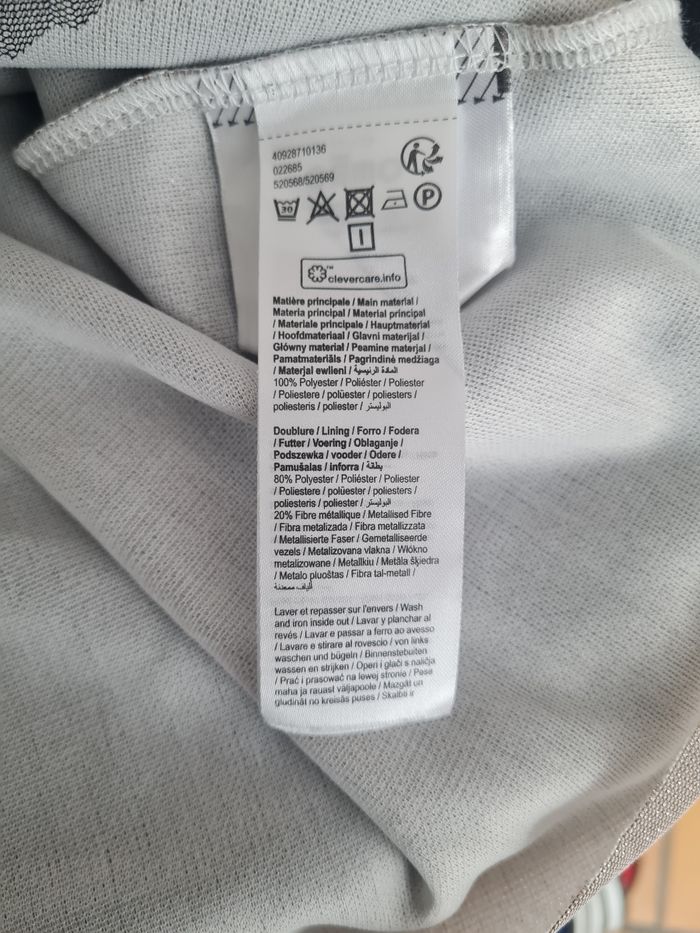 40928710136
022685
520568/520569
30
P
I
™
clevercare.info
Matière principale / Main material /
Materia principal / Material principal
/ Materiale principale / Hauptmaterial
/ Hoofdmateriaal / Glavni materijal /
Główny materiał / Peamine materjal /
Pamatmateriāls / Pagrindinė medžiaga
/ Materjal ewlieni / المادة الرئيسية
100% Polyester / Poliéster / Poliester
/ Poliestere / polüester / poliesters /
poliesteris / poliester / البوليستر
Doublure / Lining / Forro / Fodera
/ Futter / Voering / Oblaganje /
Podszewka / vooder / Odere /
Pamušalas / inforra / بطانة
80% Polyester / Poliéster / Poliester
/ Poliestere / polüester / poliesters /
poliesteris / poliester / البوليستر
20% Fibre métallique / Metallised Fibre
/ Fibra metalizada / Fibra metallizzata
/ Metallisierte Faser / Gemetalliseerde
vezels / Metalizovana vlakna / Włókno
metalizowane / Metallkiu / Metāla šķiedra
/ Metalo pluoštas / Fibra tal-metall /
ألياف ممعدنة
Laver et repasser sur l'envers / Wash
and iron inside out / Lavar y planchar al
revés / Lavar e passar a ferro ao avesso
/ Lavare e stirare al rovescio / von links
waschen und bügeln / Binnenstebuiten
wassen en strijken / Operi i glači s naličja
/ Prać i prasować na lewej stronie / Pese
maha ja rauast väljapoole / Mazgāt un
gludināt no kreisās puses / Skalbti ir